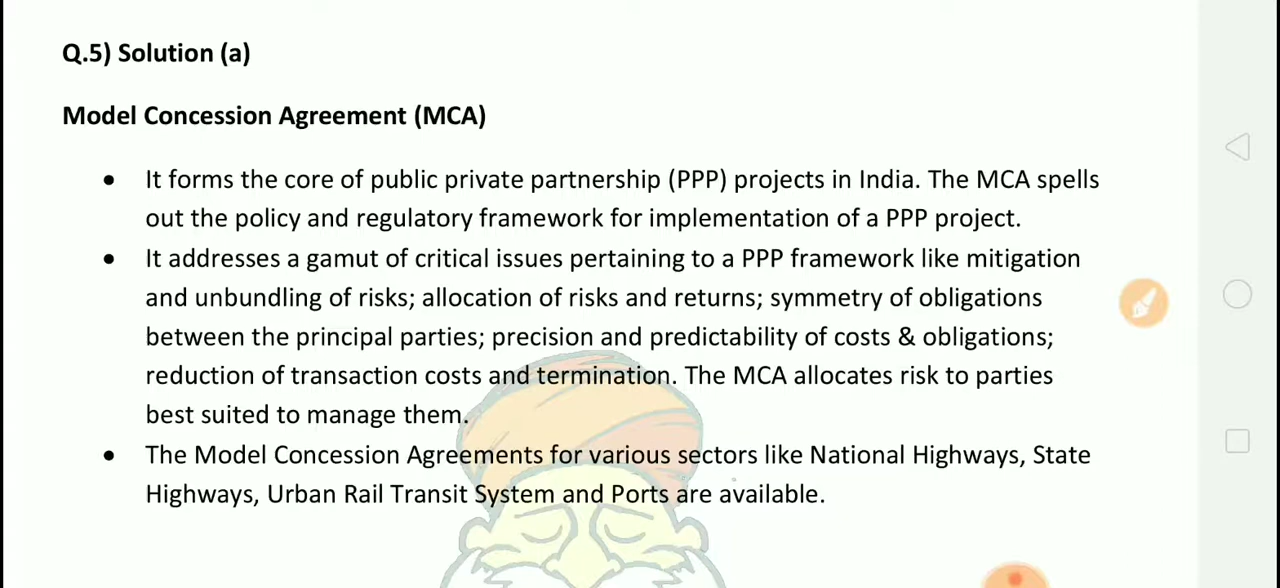 Q.5) Solution (a)
Model Concession Agreement (MCA)
• It forms the core of public private partnership (PPP) projects in India. The MCA spells
out the policy and regulatory framework for implementation of a PPP project.
• It addresses a gamut of critical issues pertaining to a PPP framework like mitigation
and unbundling of risks; allocation of risks and returns; symmetry of obligations
between the principal parties; precision and predictability of costs & obligations;
reduction of transaction costs and termination. The MCA allocates risk to parties
best suited to manage them.
• The Model Concession Agreements for various sectors like National Highways, State
Highways, Urban Rail Transit System and Ports are available.